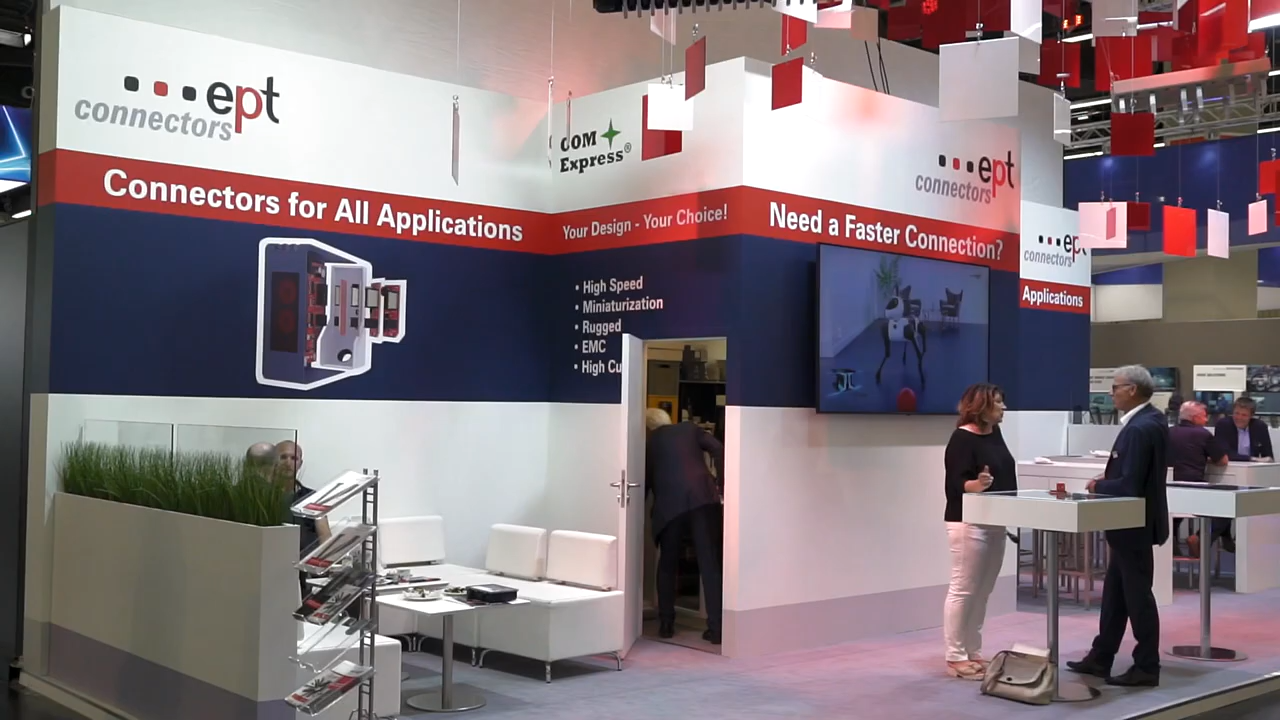 ept
connectors
Connectors for All Applications
COM
Express®
Your Design - Your Choice!
• High Speed
• Miniaturization
• Rugged
• EMC
• High
ept
connectors
Need a Faster Connection?
ept
connectors
Applications